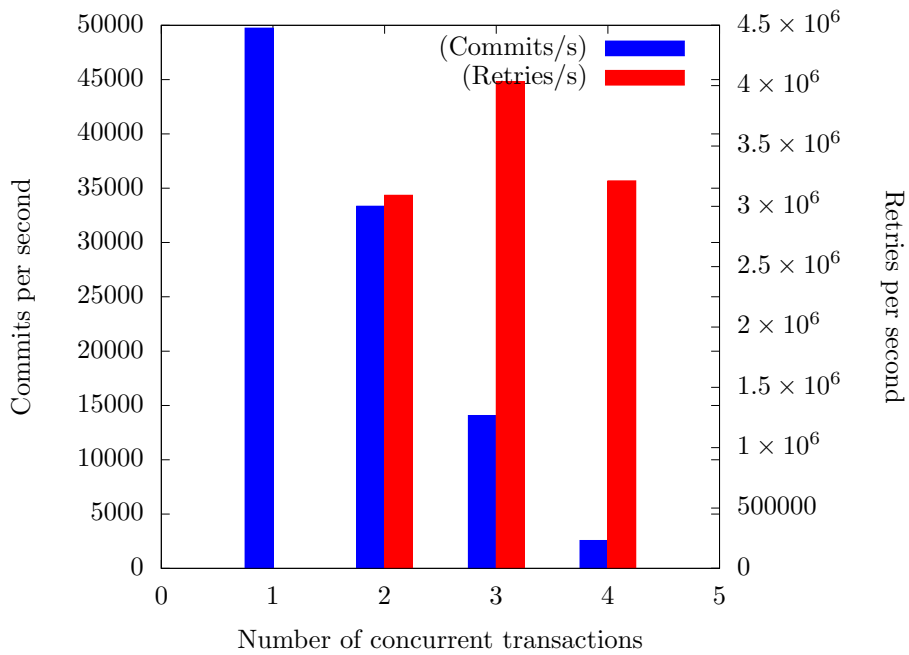 50000
45000
40000
35000
30000
25000
20000
15000
10000
5000
0
Commits per second
(Commits/s)
(Retries/s)
4.5 × 10⁶
4 × 10⁶
3.5 × 10⁶
3 × 10⁶
2.5 × 10⁶
2 × 10⁶
1.5 × 10⁶
1 × 10⁶
500000
0
Retries per second
0 1 2 3 4 5
Number of concurrent transactions